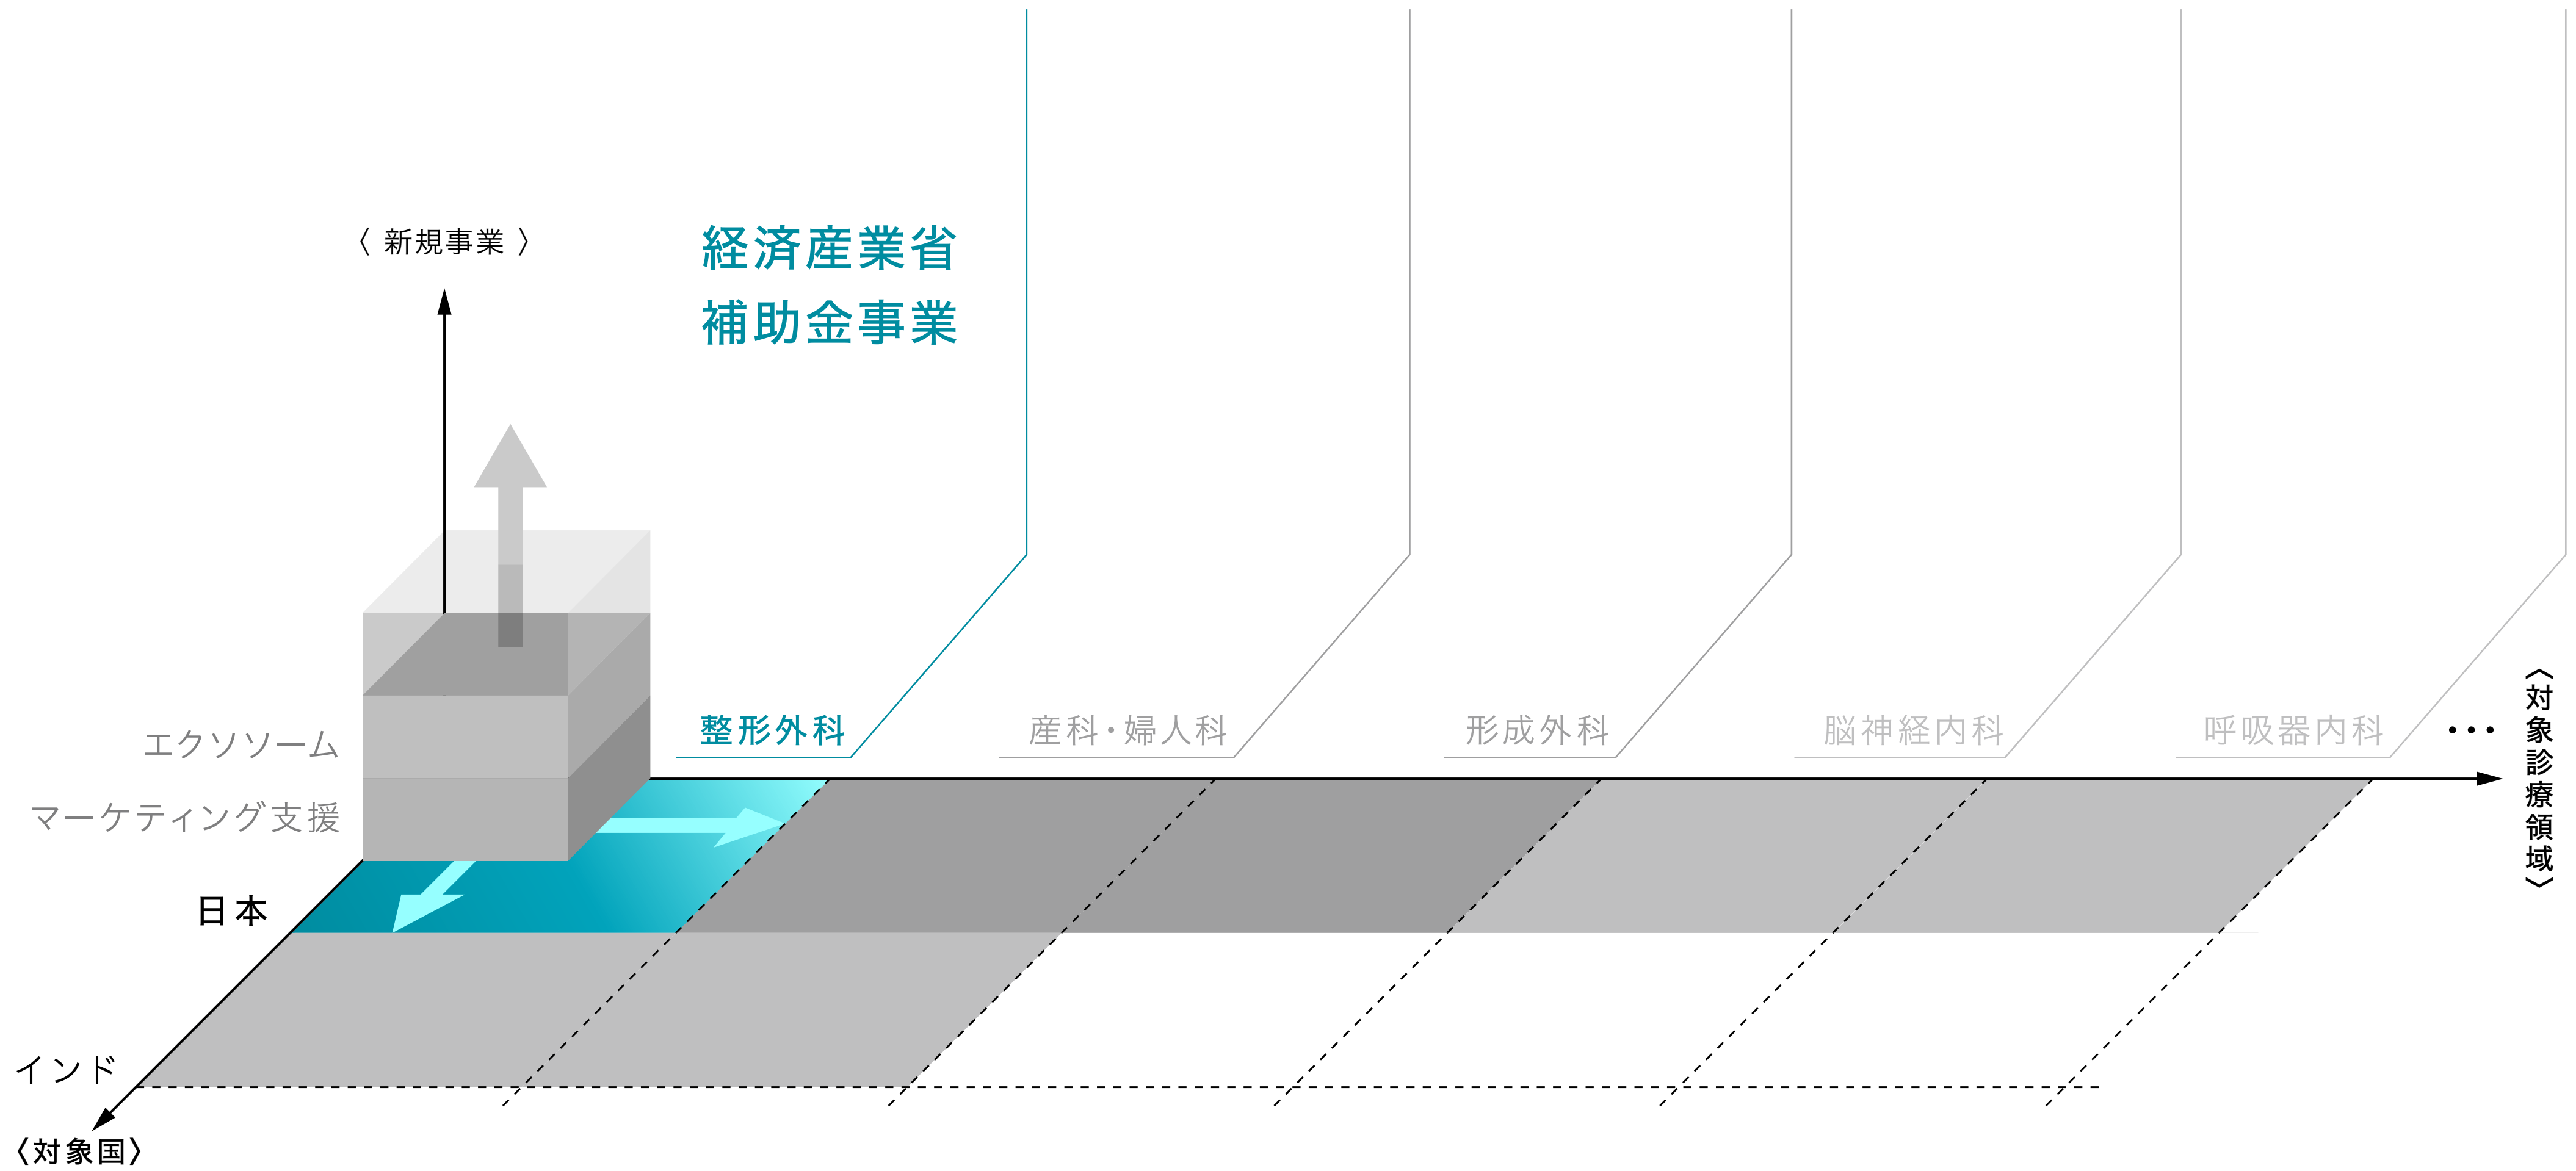 〈 新規事業 〉
経済産業省
補助金事業
整形外科
産科・婦人科
形成外科
脳神経内科
呼吸器内科
・・・
〈対象診療領域〉
エクソソーム
マーケティング支援
日本
インド
〈対象国〉